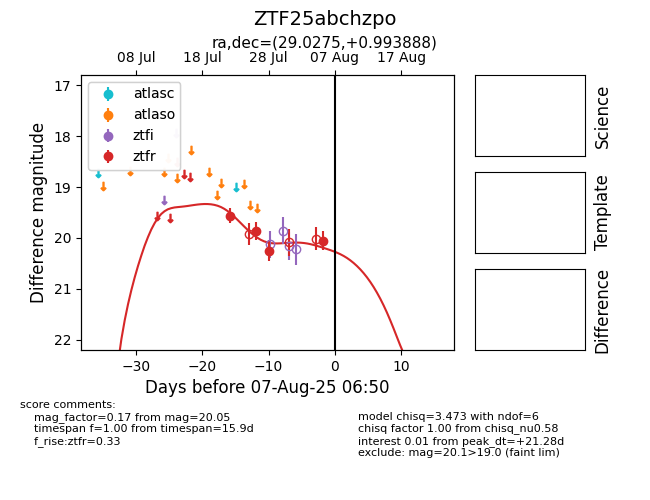 ZTF25abchzpo
ra,dec=(29.0275,+0.993888)
08 Jul 18 Jul 28 Jul 07 Aug 17 Aug
atlasc
atlaso
ztfi
ztfr
17
18
19
20
21
22
Difference magnitude
−30 −20 −10 0 10
Days before 07-Aug-25 06:50
Science
Template
Difference
score comments:
mag_factor=0.17 from mag=20.05
timespan f=1.00 from timespan=15.9d
f_rise:ztfr=0.33
model chisq=3.473 with ndof=6
chisq factor 1.00 from chisq_nu0.58
interest 0.01 from peak_dt=+21.28d
exclude: mag=20.1>19.0 (faint lim)